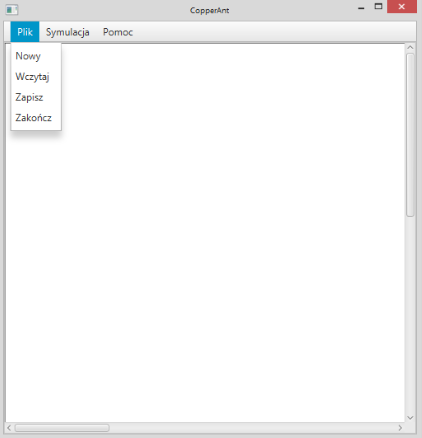 CopperAnt
Plik Symulacja Pomoc
Nowy
Wczytaj
Zapisz
Zakończ